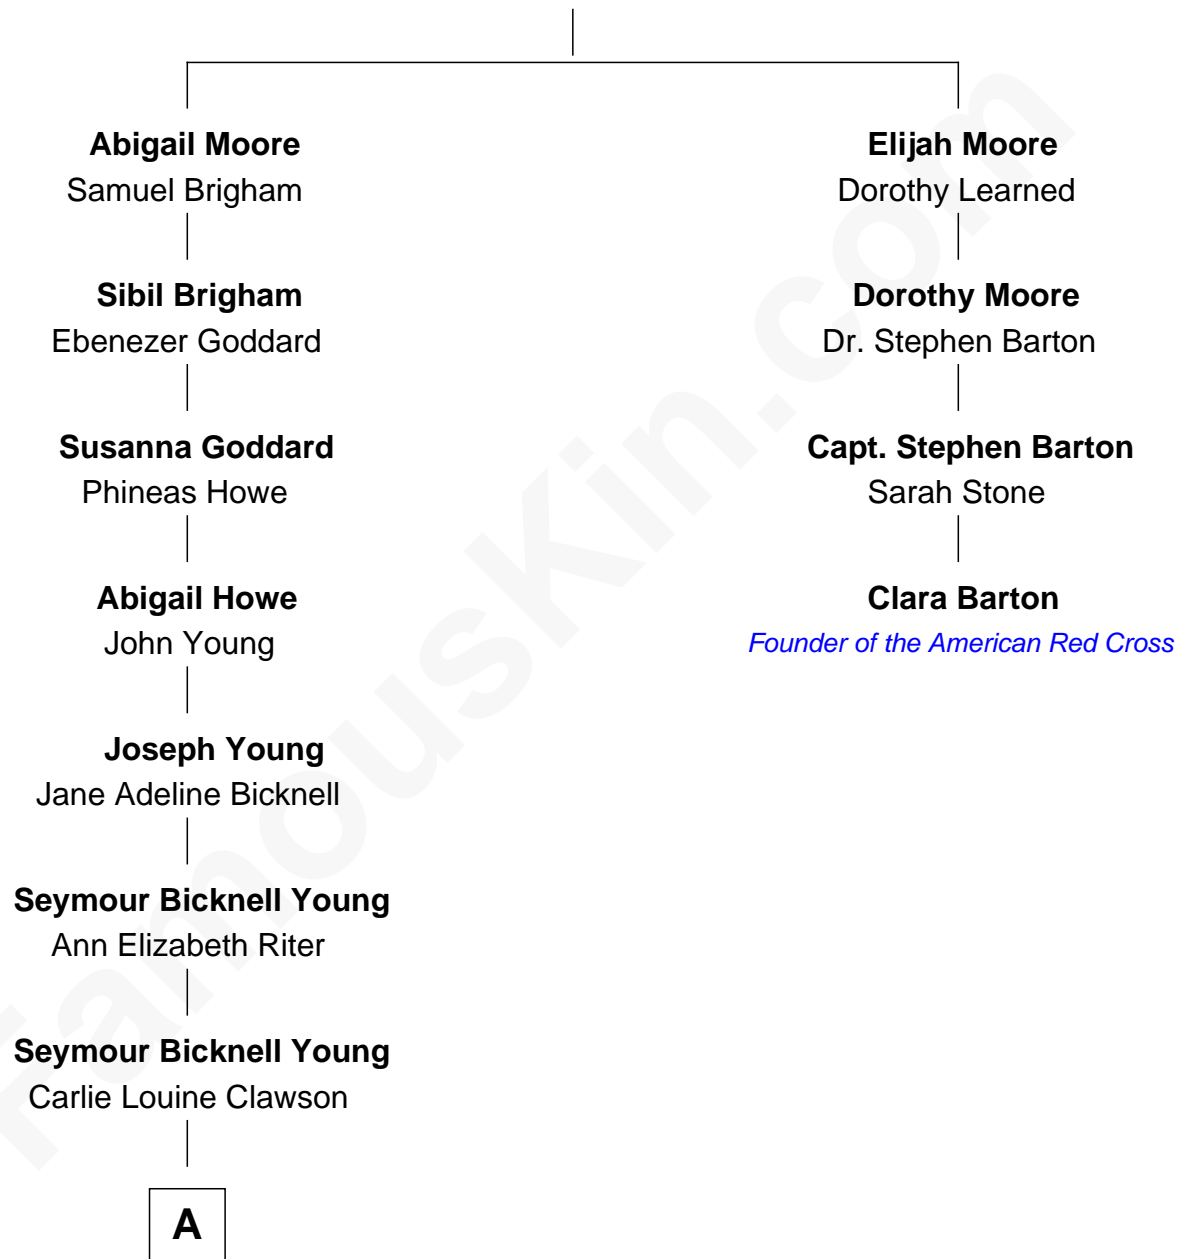 Abigail Moore
Samuel Brigham
Sibil Brigham
Ebenezer Goddard
Susanna Goddard
Phineas Howe
Abigail Howe
John Young
Joseph Young
Jane Adeline Bicknell
Seymour Bicknell Young
Ann Elizabeth Riter
Seymour Bicknell Young
Carlie Louine Clawson
A
Elijah Moore
Dorothy Learned
Dorothy Moore
Dr. Stephen Barton
Capt. Stephen Barton
Sarah Stone
Clara Barton
Founder of the American Red Cross
FamousKin.com